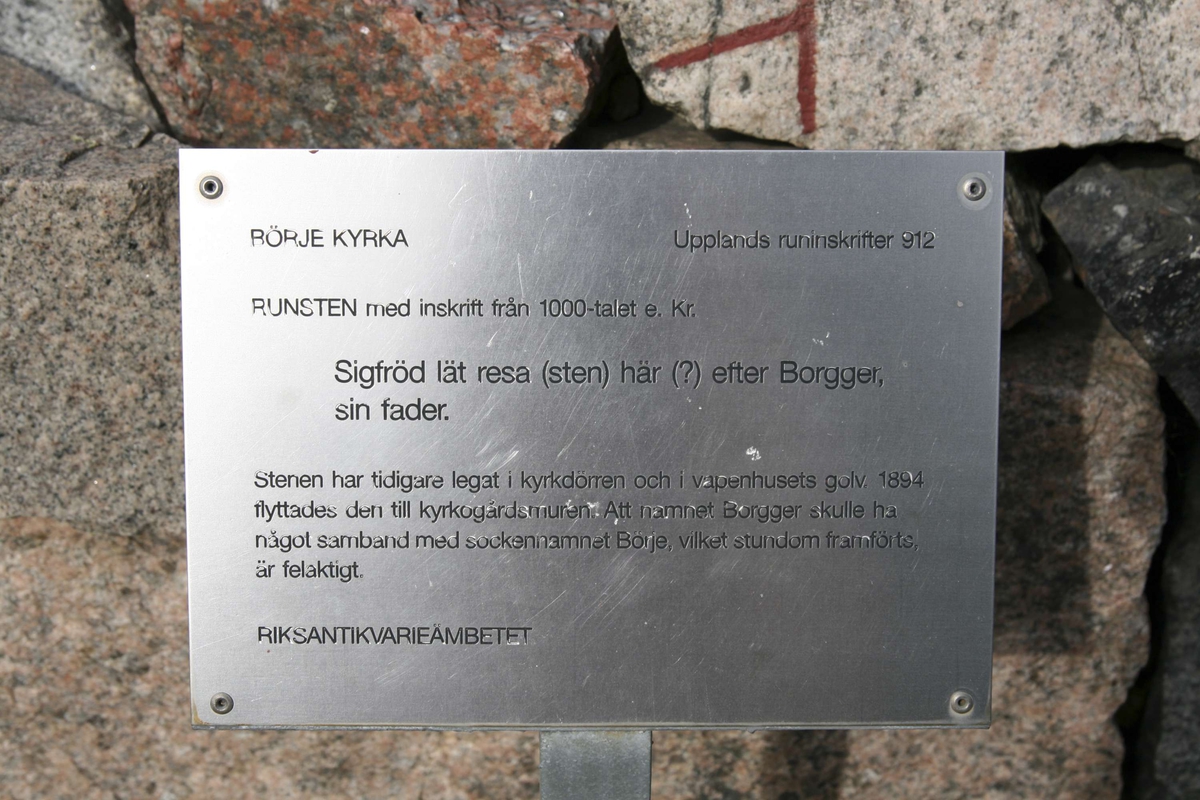 BÖRJE KYRKA
Upplands runinskrifter 912
RUNSTEN med inskrift från 1000-talet e. Kr.
Sigfröd lät resa (sten) här (?) efter Borgger,
sin fader.
Stenen har tidigare legat i kyrkdörren och i vapenhusets golv. 1894
flyttades den till kyrkogårdsmuren. Att namnet Borgger skulle ha
något samband med sockennamnet Börje, vilket stundom framförts,
är felaktigt.
RIKSANTIKVARIEÄMBETET